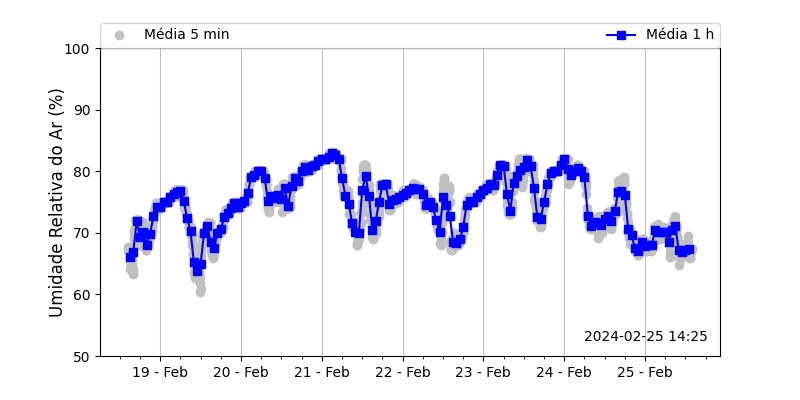 Média 5 min
Média 1 h
Umidade Relativa do Ar (%)
100
90
80
70
60
50
2024-02-25 14:25
19 - Feb
20 - Feb
21 - Feb
22 - Feb
23 - Feb
24 - Feb
25 - Feb